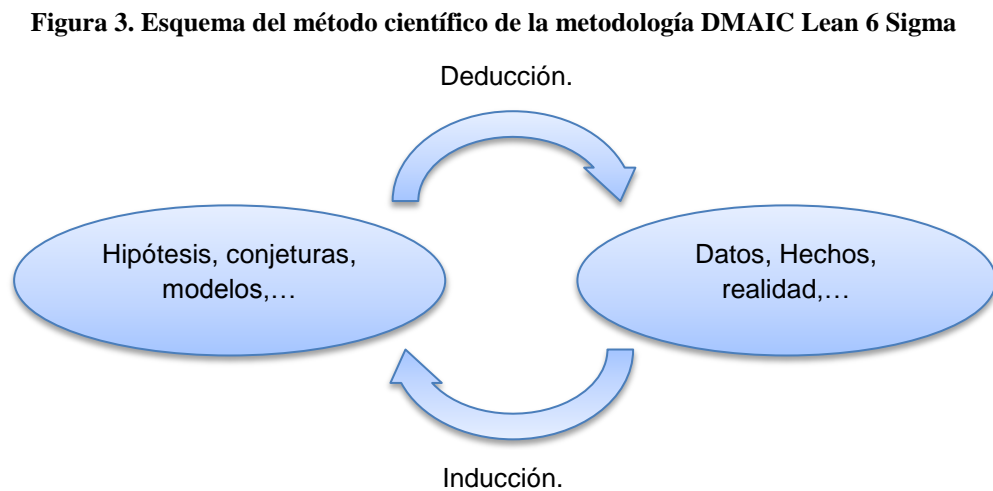 Figura 3. Esquema del método científico de la metodología DMAIC Lean 6 Sigma
Deducción.
Hipótesis, conjeturas,
modelos,…
Datos, Hechos,
realidad,…
Inducción.